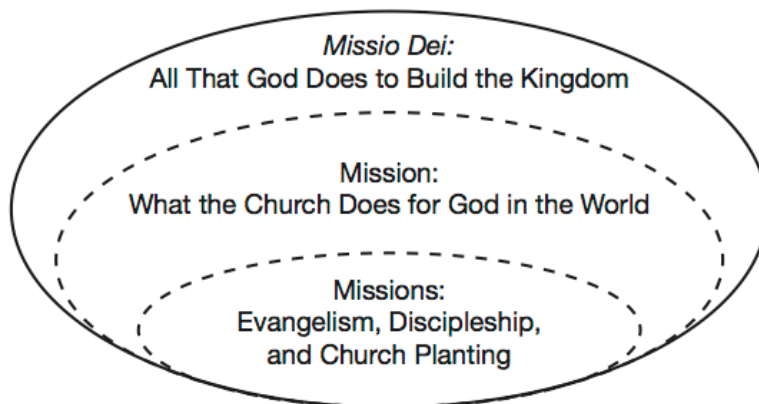 Missio Dei:
All That God Does to Build the Kingdom
Mission:
What the Church Does for God in the World
Missions:
Evangelism, Discipleship,
and Church Planting